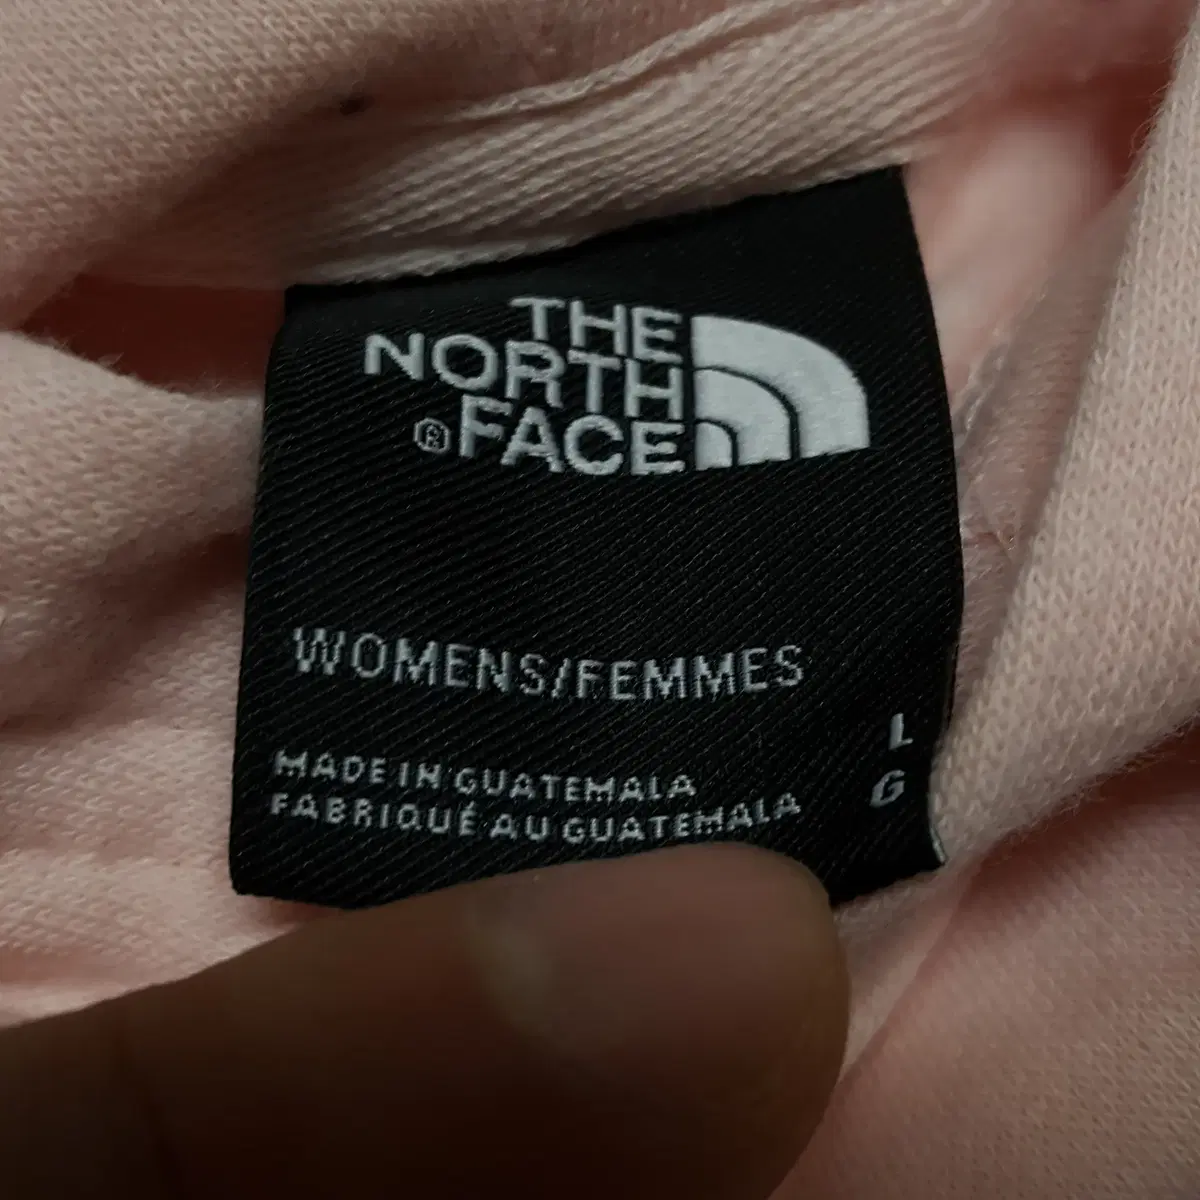 THE
NORTH
®FACE
WOMENS/FEMMES
L
MADE IN GUATEMALA
G
FABRIQUÉ AU GUATEMALA